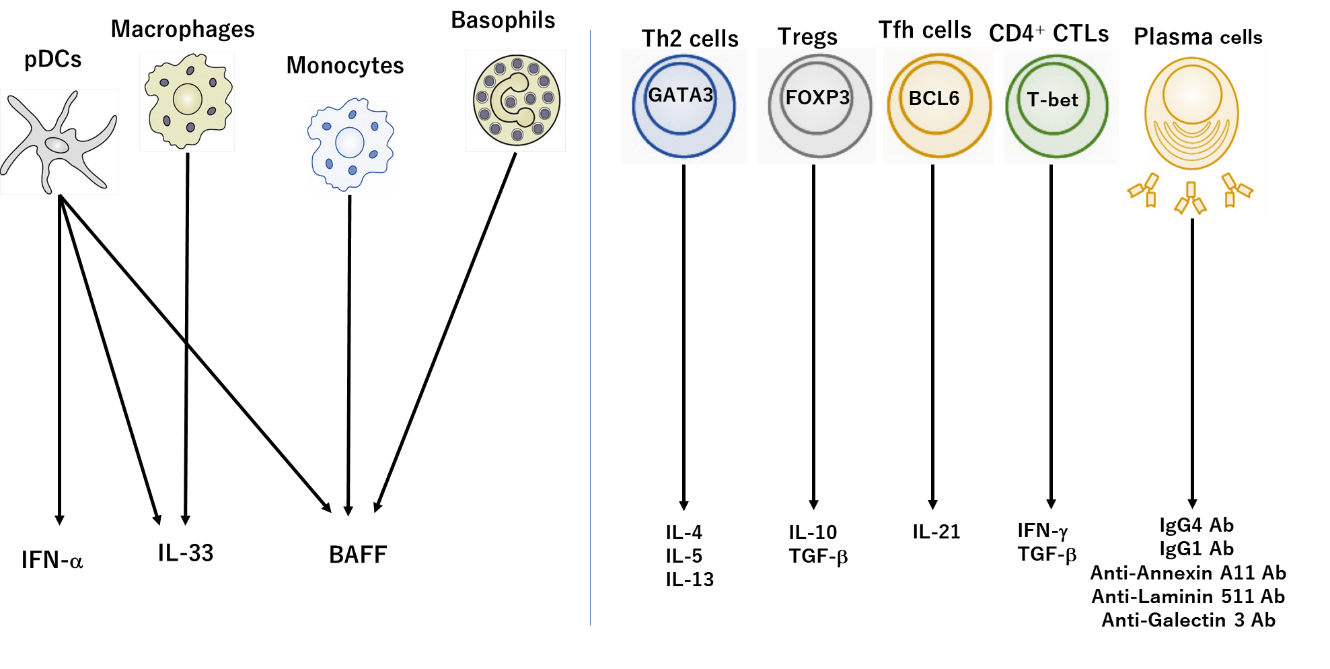 pDCs
Macrophages
Monocytes
Basophils
IFN-α
IL-33
BAFF
Th2 cells
Tregs
Tfh cells
CD4⁺ CTLs
Plasma cells
GATA3
FOXP3
BCL6
T-bet
IL-4
IL-5
IL-13
IL-10
TGF-β
IL-21
IFN-γ
TGF-β
IgG4 Ab
IgG1 Ab
Anti-Annexin A11 Ab
Anti-Laminin 511 Ab
Anti-Galectin 3 Ab